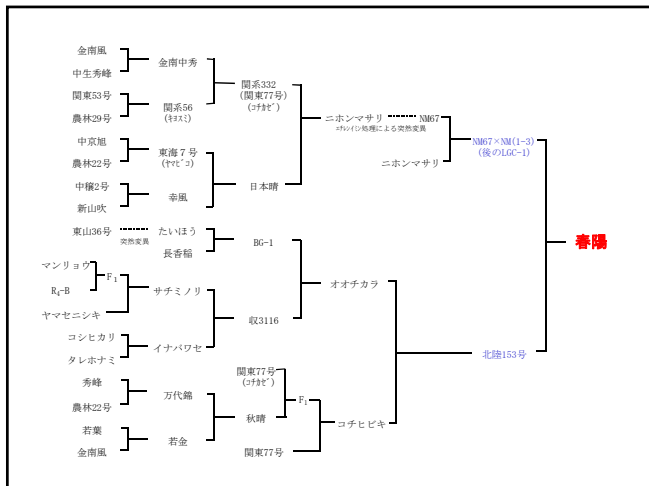 金南風
中生秀峰
金南中秀
関東53号
農林29号
関系56
(キヨスミ)
関系332
(関東77号)
(コチカゼ)
中京旭
農林22号
東海７号
(ヤマビコ)
中穣2号
新山吹
幸風
日本晴
ニホンマサリ
エチレンイミン処理による突然変異
NM67
ニホンマサリ
NM67×NM(1-3)
(後のLGC-1)
東山36号
突然変異
たいほう
長香稲
BG-1
マンリョウ
R4-B
F1
ヤマセニシキ
サチミノリ
コシヒカリ
タレホナミ
イナバワセ
収3116
オオチカラ
秀峰
農林22号
万代錦
若葉
金南風
若金
秋晴
関東77号
(コチカゼ)
F1
関東77号
コチヒビキ
北陸153号
春陽